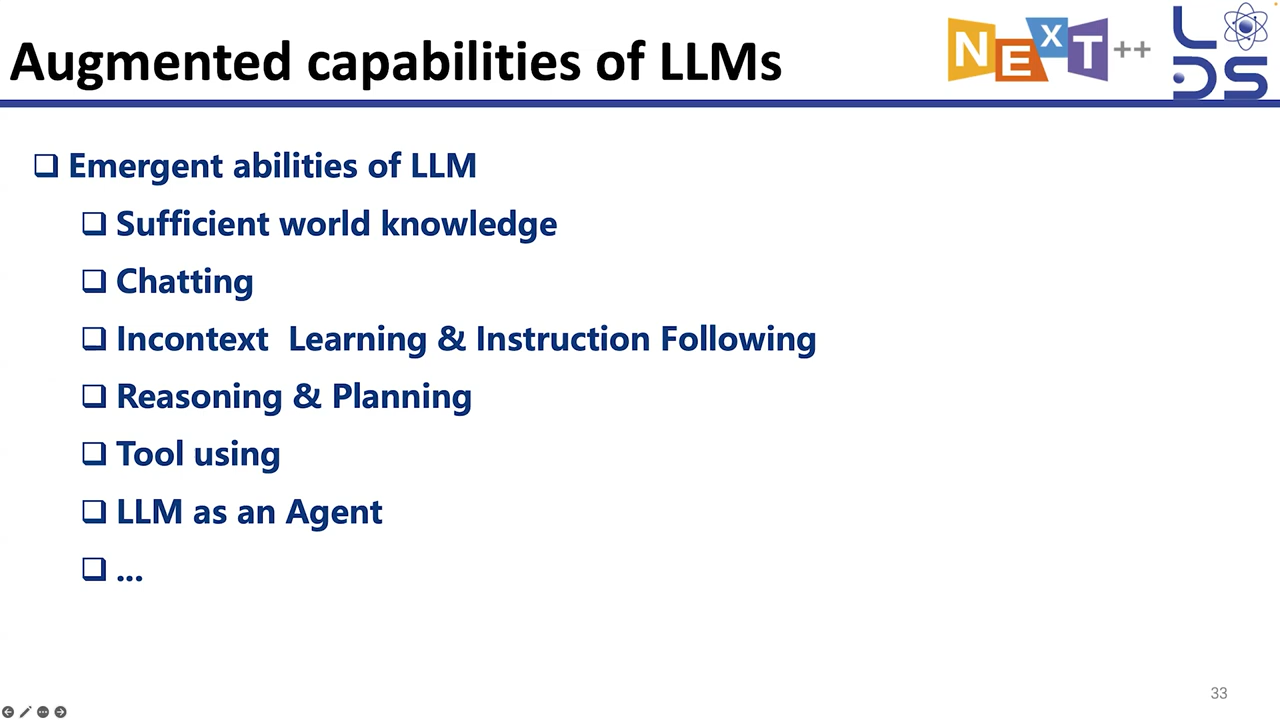 Augmented capabilities of LLMs
NExT++
LDS
Emergent abilities of LLM
Sufficient world knowledge
Chatting
Incontext  Learning & Instruction Following
Reasoning & Planning
Tool using
LLM as an Agent
...
33